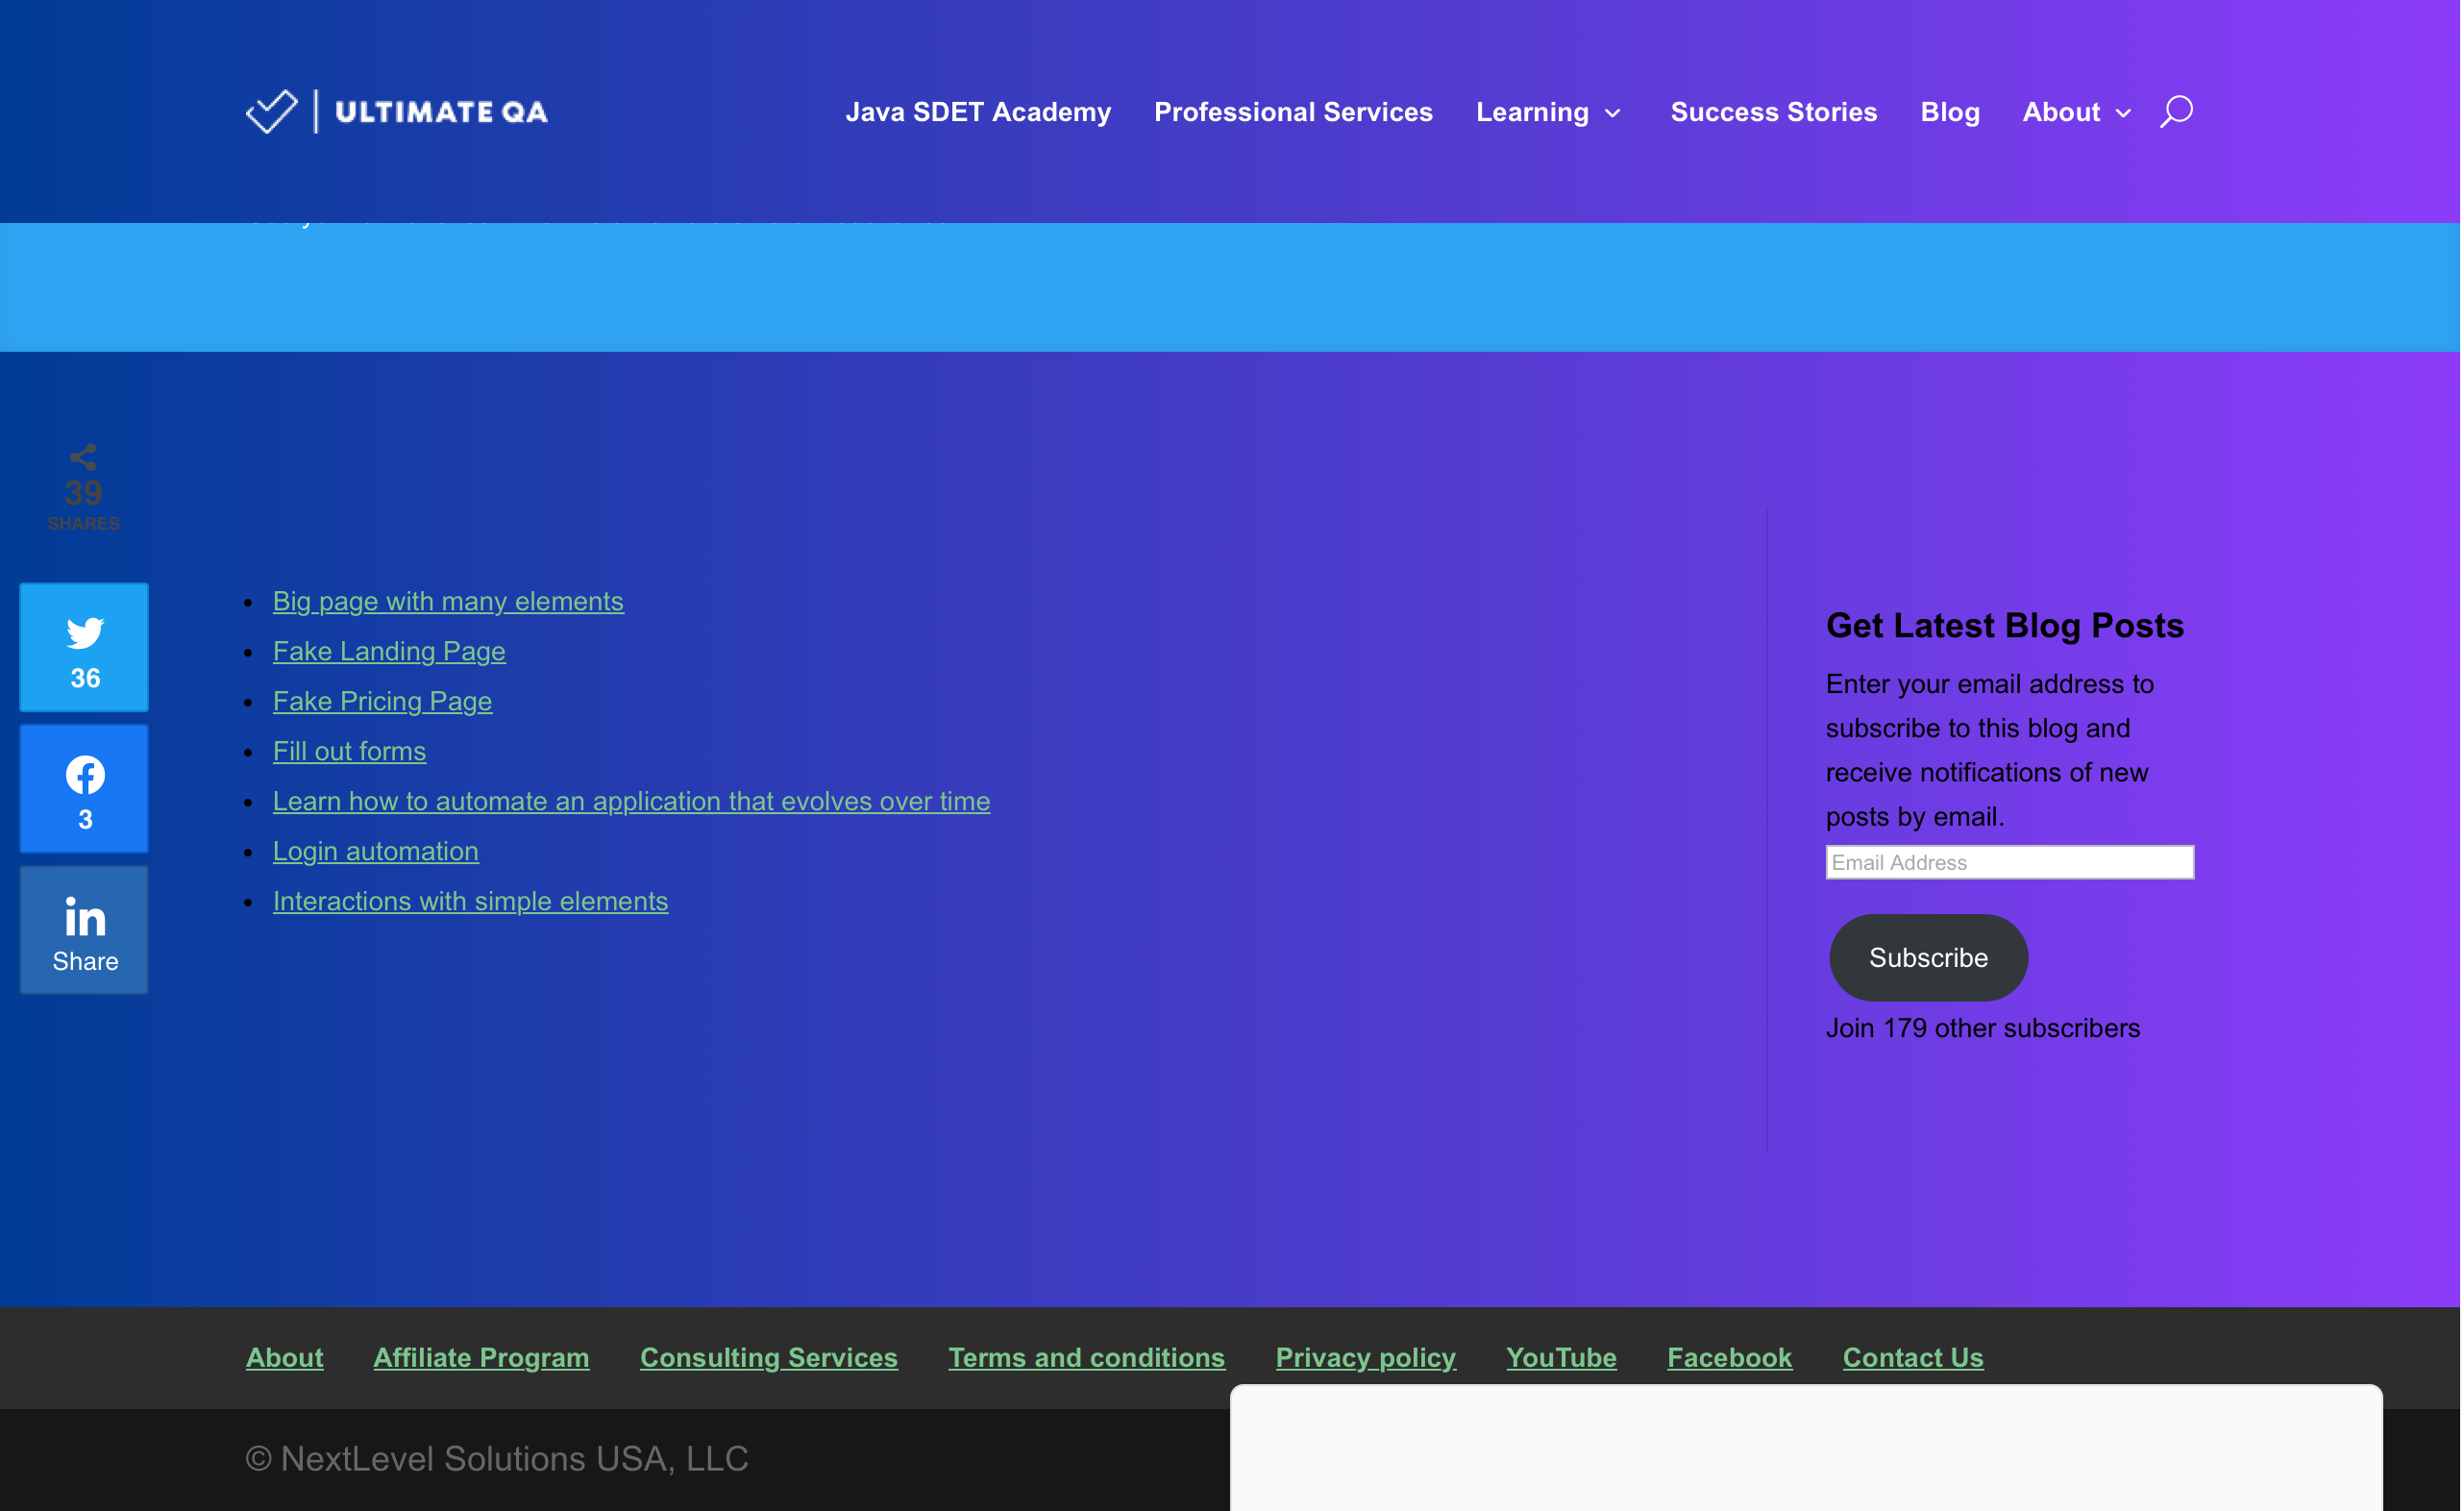 ULTIMATE QA
Java SDET Academy Professional Services Learning Success Stories Blog About
39
SHARES
36
3
Share
Big page with many elements
Fake Landing Page
Fake Pricing Page
Fill out forms
Learn how to automate an application that evolves over time
Login automation
Interactions with simple elements
Get Latest Blog Posts
Enter your email address to
subscribe to this blog and
receive notifications of new
posts by email.
Email Address
Subscribe
Join 179 other subscribers
About Affiliate Program Consulting Services Terms and conditions Privacy policy YouTube Facebook Contact Us
© NextLevel Solutions USA, LLC